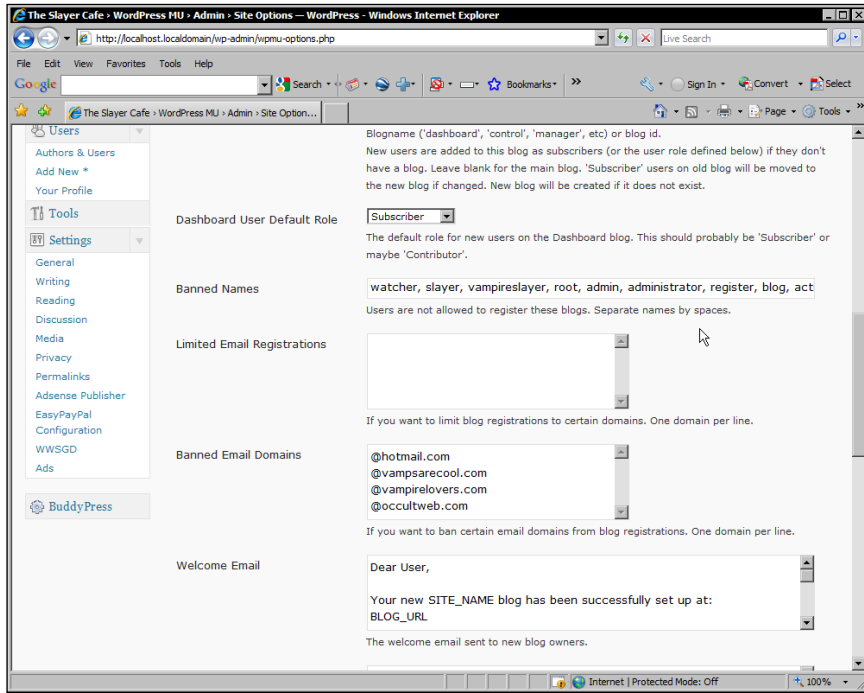 The Slayer Cafe › WordPress MU › Admin › Site Options — WordPress - Windows Internet Explorer
http://localhost.localdomain/wp-admin/wpmu-options.php
Live Search
File Edit View Favorites Tools Help
Google
Search
Bookmarks
»
Sign In
Convert
Select
The Slayer Cafe › WordPress MU › Admin › Site Option...
Page
Tools
»
Users
Authors & Users
Add New *
Your Profile
Tools
Settings
General
Writing
Reading
Discussion
Media
Privacy
Permalinks
Adsense Publisher
EasyPayPal
Configuration
WWSGD
Ads
BuddyPress
Blogname ('dashboard', 'control', 'manager', etc) or blog id.
New users are added to this blog as subscribers (or the user role defined below) if they don't
have a blog. Leave blank for the main blog. 'Subscriber' users on old blog will be moved to
the new blog if changed. New blog will be created if it does not exist.
Dashboard User Default Role
Subscriber
The default role for new users on the Dashboard blog. This should probably be 'Subscriber' or
maybe 'Contributor'.
Banned Names
watcher, slayer, vampireslayer, root, admin, administrator, register, blog, act
Users are not allowed to register these blogs. Separate names by spaces.
Limited Email Registrations
If you want to limit blog registrations to certain domains. One domain per line.
Banned Email Domains
@hotmail.com
@vampsarecool.com
@vampirelovers.com
@occultweb.com
If you want to ban certain email domains from blog registrations. One domain per line.
Welcome Email
Dear User,
Your new SITE_NAME blog has been successfully set up at:
BLOG_URL
The welcome email sent to new blog owners.
Internet | Protected Mode: Off
100%